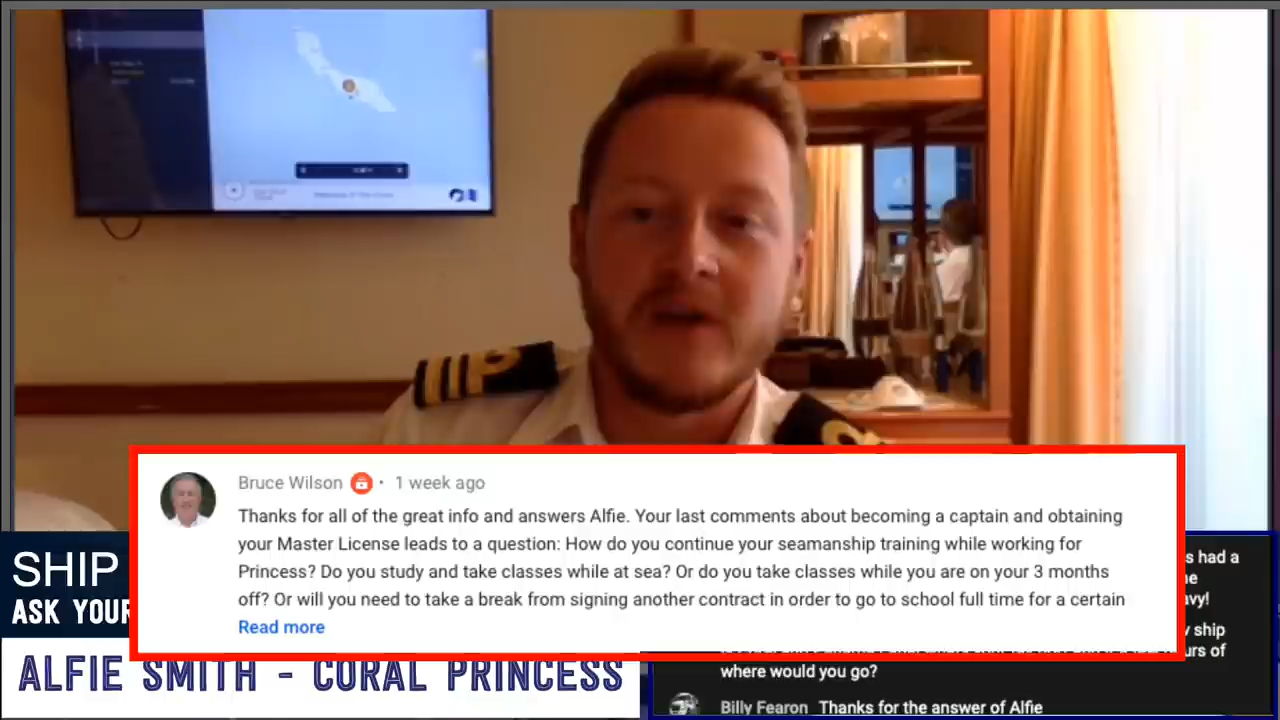 Bruce Wilson • 1 week ago
Thanks for all of the great info and answers Alfie. Your last comments about becoming a captain and obtaining
your Master License leads to a question: How do you continue your seamanship training while working for
Princess? Do you study and take classes while at sea? Or do you take classes while you are on your 3 months
off? Or will you need to take a break from signing another contract in order to go to school full time for a certain
Read more
SHIP
ASK YOUR
ALFIE SMITH - CORAL PRINCESS
s had a
avy!
ship
urs of
where would you go?
Billy Fearon Thanks for the answer of Alfie